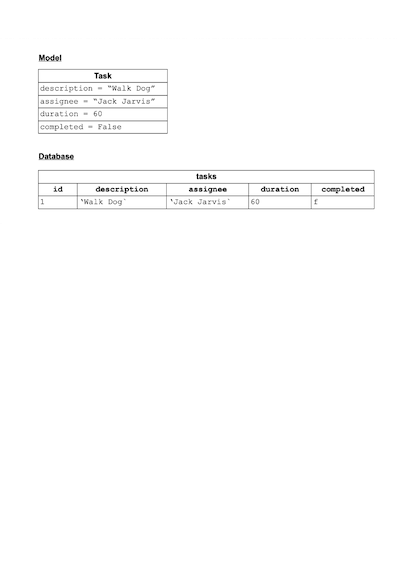 Model
Task
description = “Walk Dog”
assignee = “Jack Jarvis”
duration = 60
completed = False
Database
tasks
id description assignee duration completed
1 ‘Walk Dog` ‘Jack Jarvis` 60 f